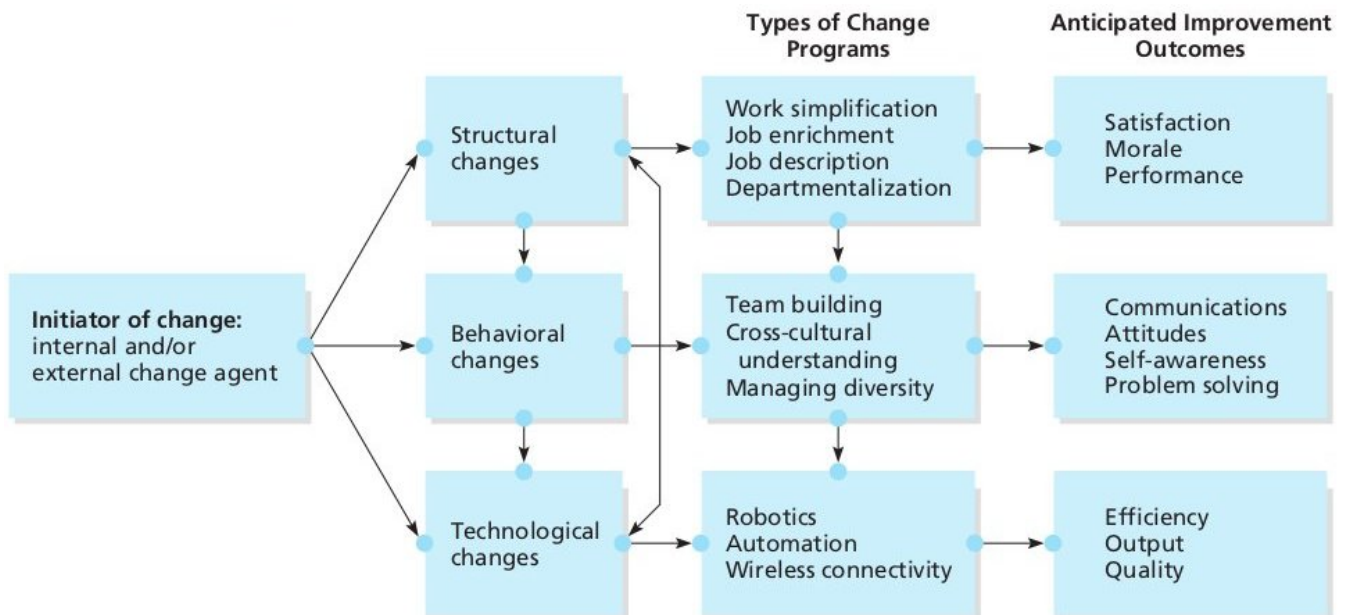 Types of Change
Programs
Anticipated Improvement
Outcomes
Structural
changes
Work simplification
Job enrichment
Job description
Departmentalization
Satisfaction
Morale
Performance
Initiator of change:
internal and/or
external change agent
Behavioral
changes
Team building
Cross-cultural
understanding
Managing diversity
Communications
Attitudes
Self-awareness
Problem solving
Technological
changes
Robotics
Automation
Wireless connectivity
Efficiency
Output
Quality